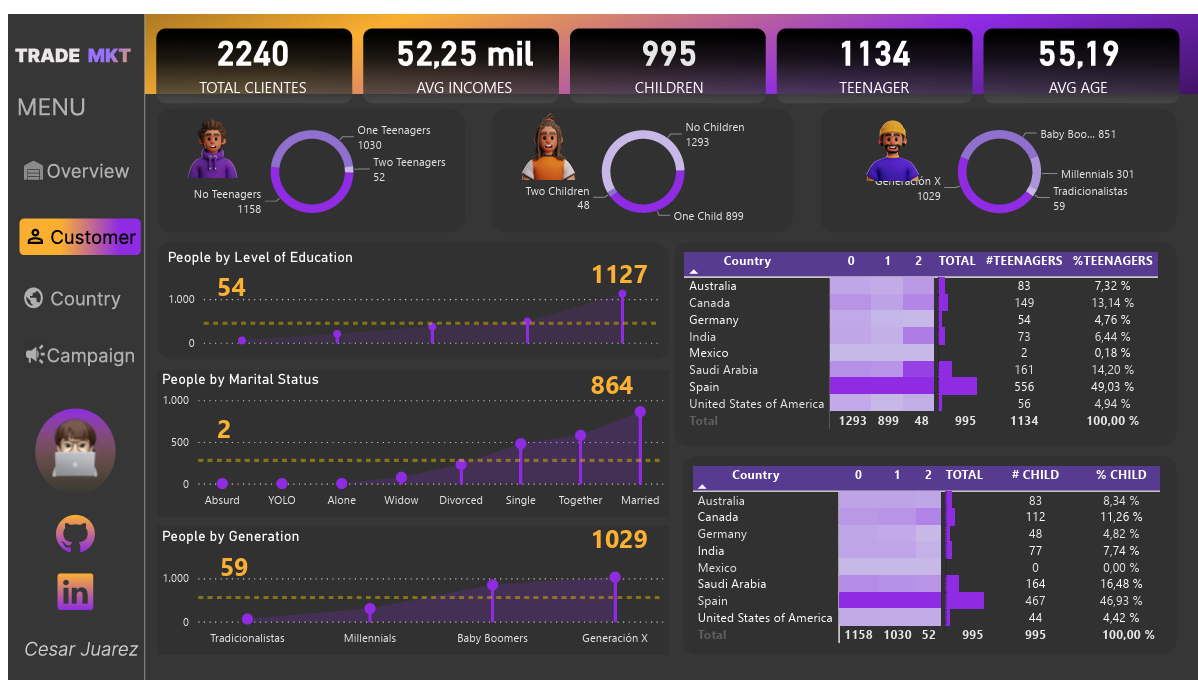 TRADE MKT
MENU
Overview
Customer
Country
Campaign
Cesar Juarez
2240
TOTAL CLIENTES
52,25 mil
AVG INCOMES
995
CHILDREN
1134
TEENAGER
55,19
AVG AGE
One Teenagers
1030
Two Teenagers
52
No Teenagers
1158
No Children
1293
Two Children
48
One Child 899
Baby Boo... 851
Millennials 301
Tradicionalistas
59
Generación X
1029
People by Level of Education
54
1127
1.000
0
People by Marital Status
864
1.000
2
500
0
Absurd YOLO Alone Widow Divorced Single Together Married
People by Generation
1029
59
1.000
0
Tradicionalistas Millennials Baby Boomers Generación X
Country 0 1 2 TOTAL #TEENAGERS %TEENAGERS
Australia 83 7,32 %
Canada 149 13,14 %
Germany 54 4,76 %
India 73 6,44 %
Mexico 2 0,18 %
Saudi Arabia 161 14,20 %
Spain 556 49,03 %
United States of America 56 4,94 %
Total 1293 899 48 995 1134 100,00 %
Country 0 1 2 TOTAL # CHILD % CHILD
Australia 83 8,34 %
Canada 112 11,26 %
Germany 48 4,82 %
India 77 7,74 %
Mexico 0 0,00 %
Saudi Arabia 164 16,48 %
Spain 467 46,93 %
United States of America 44 4,42 %
Total 1158 1030 52 995 995 100,00 %